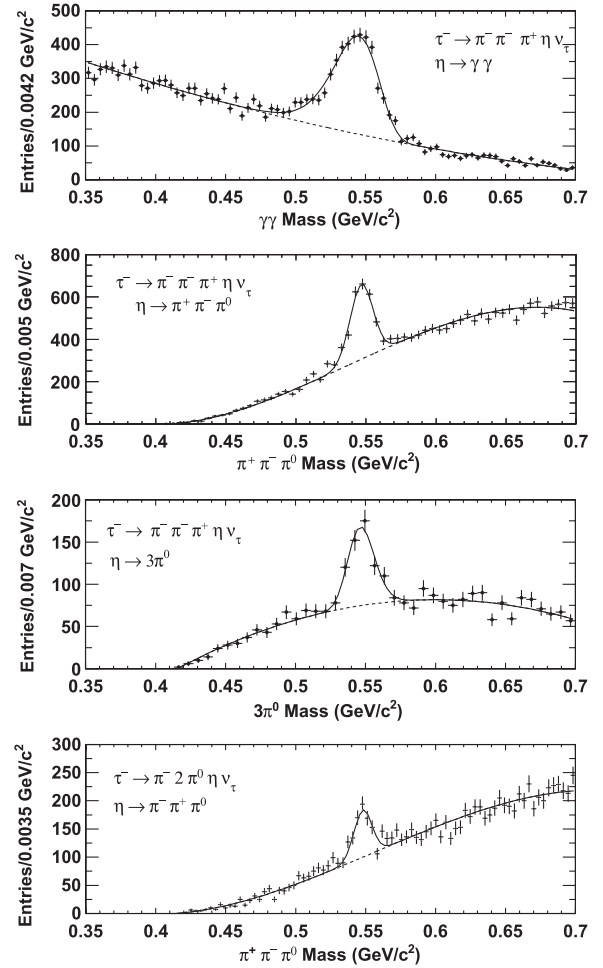 Entries/0.0042 GeV/c²
500
400
300
200
100
0
τ⁻ → π⁻ π⁻ π⁺ η ν_τ
η → γ γ
0.35 0.4 0.45 0.5 0.55 0.6 0.65 0.7
γγ Mass (GeV/c²)
Entries/0.005 GeV/c²
800
600
400
200
0
τ⁻ → π⁻ π⁻ π⁺ η ν_τ
η → π⁺ π⁻ π⁰
0.35 0.4 0.45 0.5 0.55 0.6 0.65 0.7
π⁺ π⁻ π⁰ Mass (GeV/c²)
Entries/0.007 GeV/c²
200
150
100
50
0
τ⁻ → π⁻ π⁻ π⁺ η ν_τ
η → 3π⁰
0.35 0.4 0.45 0.5 0.55 0.6 0.65 0.7
3π⁰ Mass (GeV/c²)
Entries/0.0035 GeV/c²
300
250
200
150
100
50
0
τ⁻ → π⁻ 2 π⁰ η ν_τ
η → π⁻ π⁺ π⁰
0.35 0.4 0.45 0.5 0.55 0.6 0.65 0.7
π⁺ π⁻ π⁰ Mass (GeV/c²)